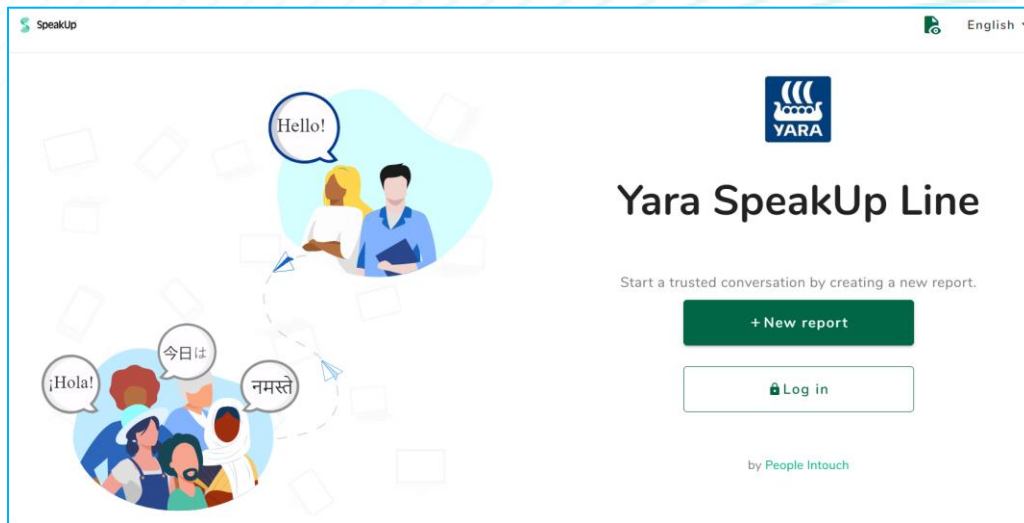 SpeakUp
English
Hello!
YARA
Yara SpeakUp Line
Start a trusted conversation by creating a new report.
+ New report
今日は
¡Hola!
नमस्ते
Log in
by People Intouch